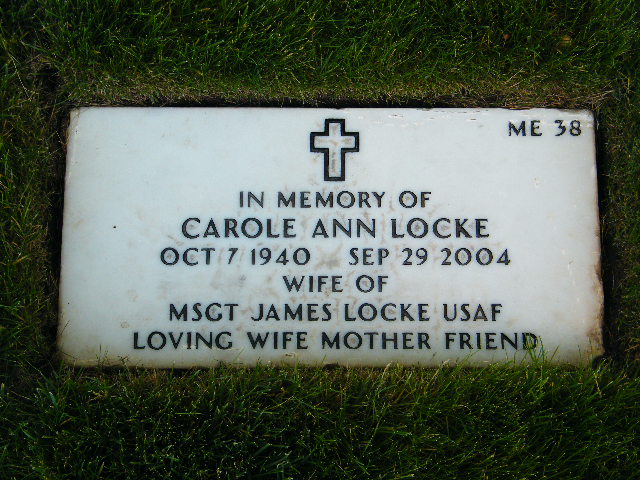 ME 38
IN MEMORY OF
CAROLE ANN LOCKE
OCT 7 1940 SEP 29 2004
WIFE OF
MSGT JAMES LOCKE USAF
LOVING WIFE MOTHER FRIEND